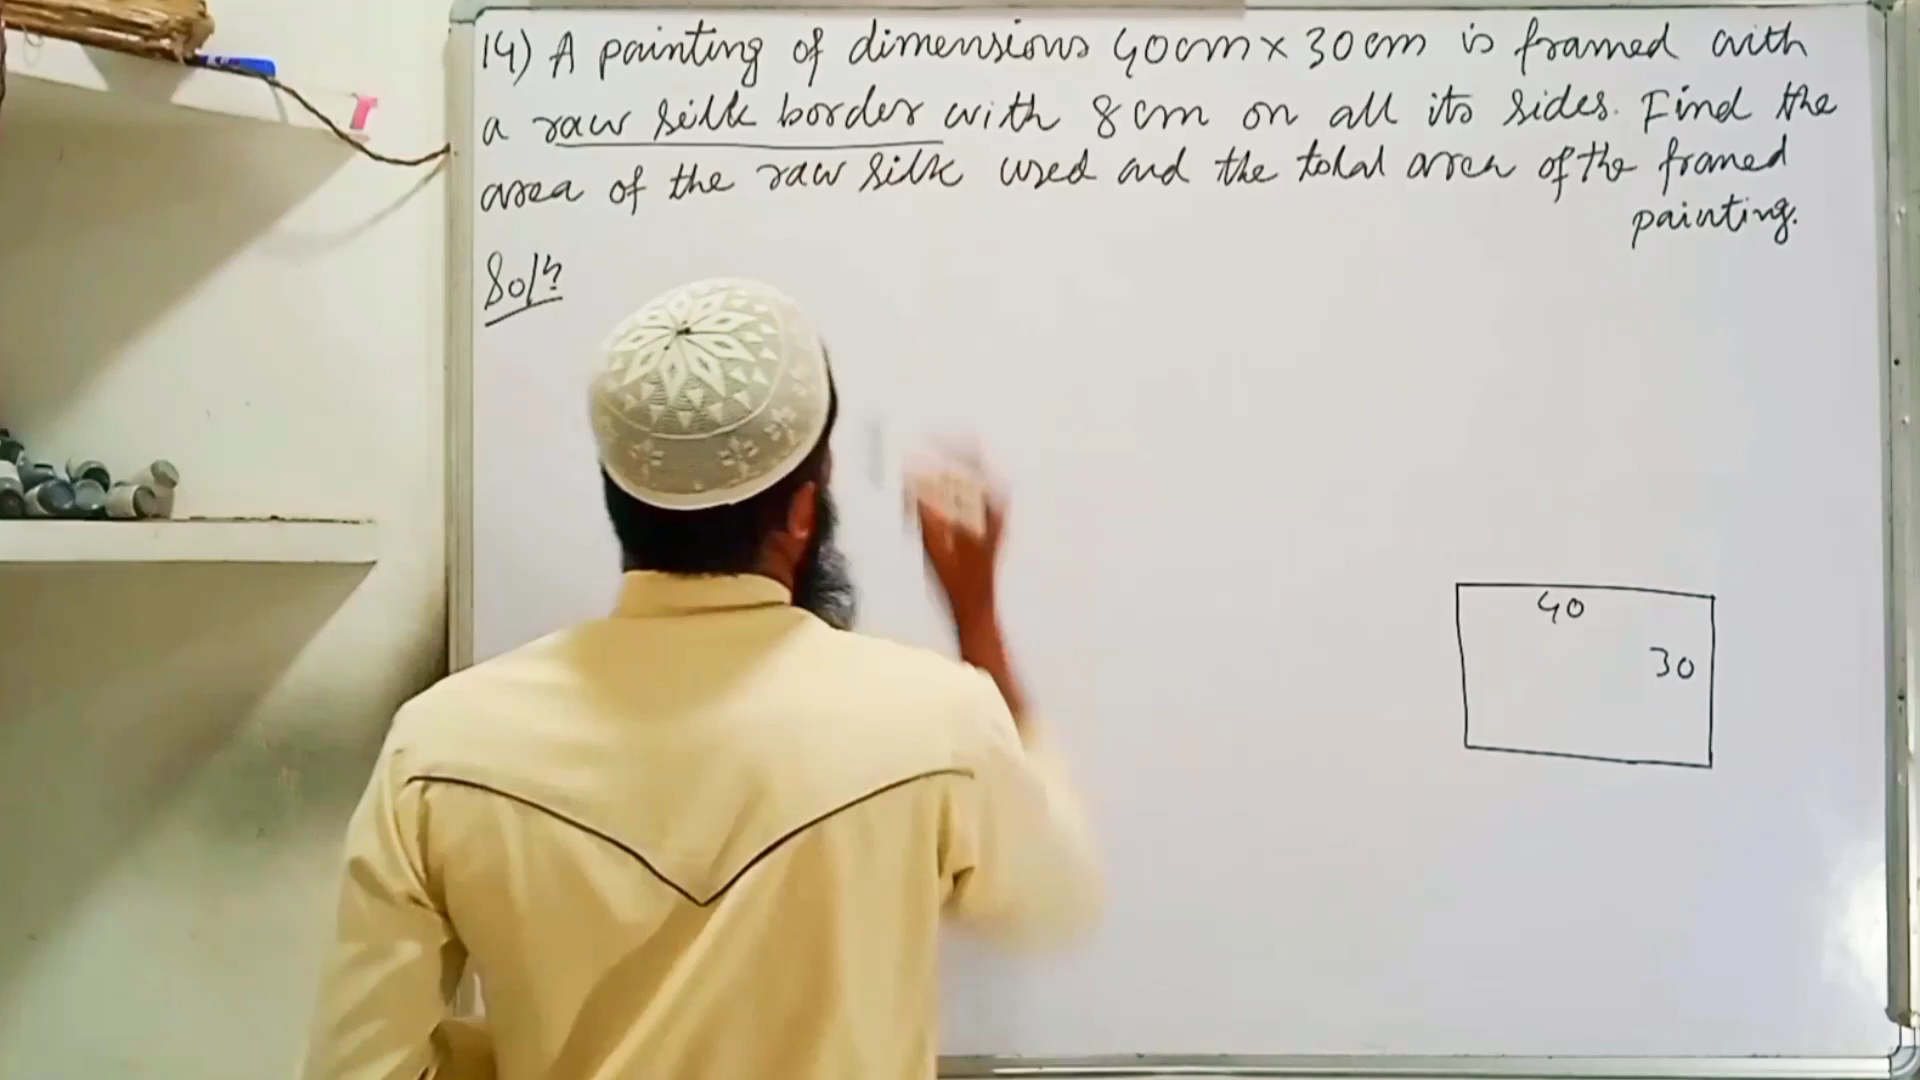 14) A painting of dimensions 40cm x 30cm is framed with
a raw silk border with 8cm on all its sides. Find the
area of the raw silk used and the total area of the framed
painting.
Soln
40
30